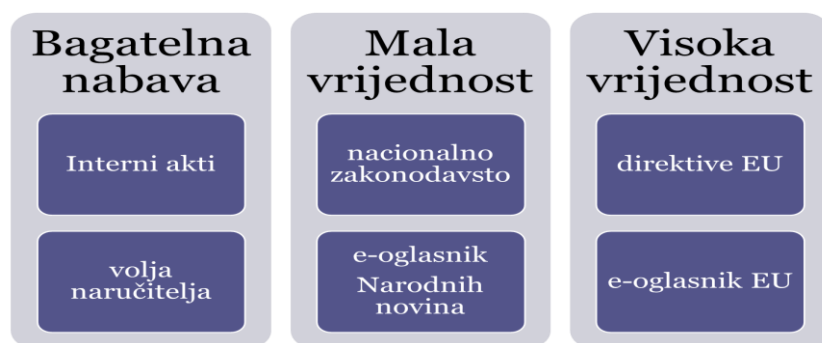 Bagatelna
nabava
Interni akti
volja
naručitelja
Mala
vrijednost
nacionalno
zakonodavsto
e-oglasnik
Narodnih
novina
Visoka
vrijednost
direktive EU
e-oglasnik EU